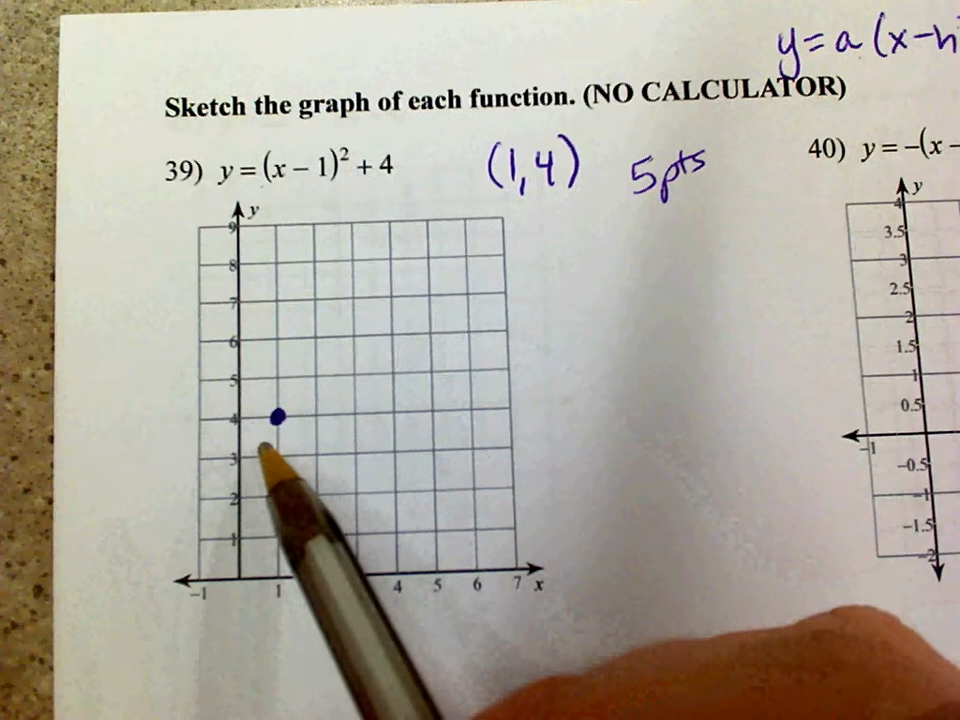 y = a (x-h
Sketch the graph of each function. (NO CALCULATOR)
39) y = (x − 1)² + 4
(1,4) 5pts
40) y = −(x −
y
9
8
7
6
5
4
3
2
1
−1 1 4 5 6 7 x
y
4
3.5
3
2.5
2
1.5
1
0.5
−1
−0.5
−1
−1.5
−2